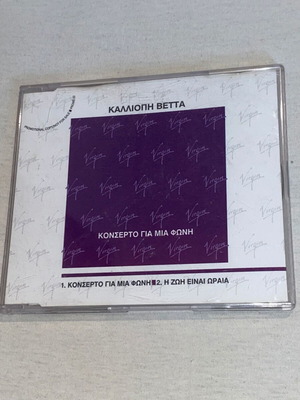 ΚΑΛΛΙΟΠΗ ΒΕΤΤΑ
ΚΟΝΣΕΡΤΟ ΓΙΑ ΜΙΑ ΦΩΝΗ
1. ΚΟΝΣΕΡΤΟ ΓΙΑ ΜΙΑ ΦΩΝΗ 2. Η ΖΩΗ ΕΙΝΑΙ ΩΡΑΙΑ